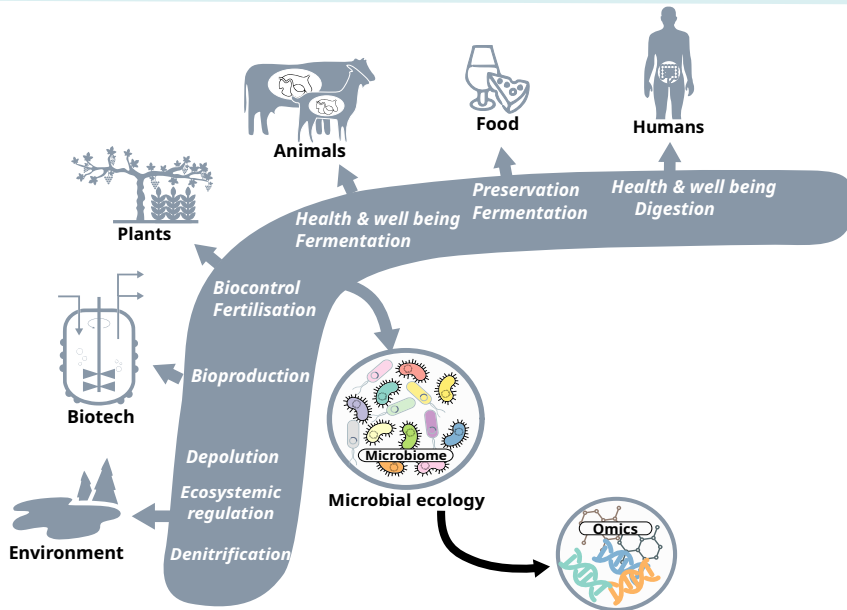 Animals
Food
Humans
Plants
Biotech
Environment
Health & well being
Fermentation
Preservation
Fermentation
Health & well being
Digestion
Biocontrol
Fertilisation
Bioproduction
Depolution
Ecosystemic
regulation
Denitrification
Microbiome
Microbial ecology
Omics